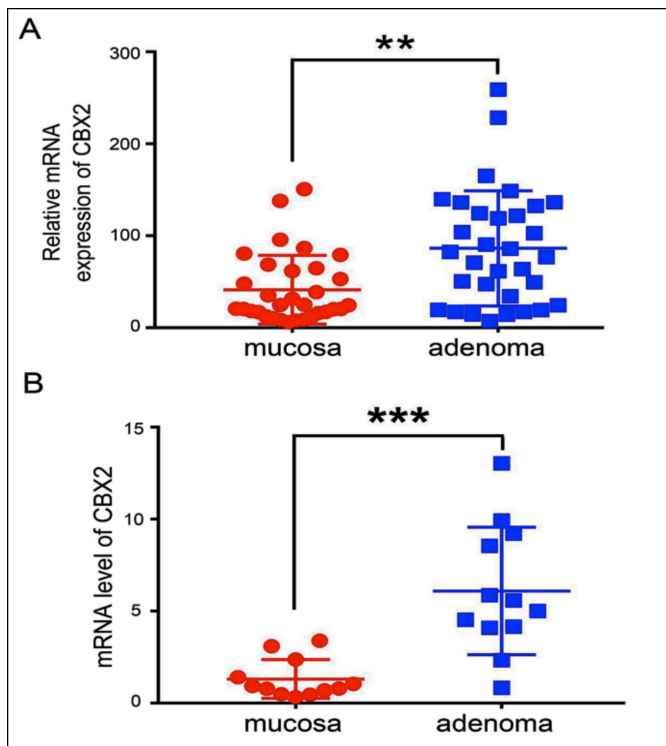 A
**
Relative mRNA
expression of CBX2
300
200
100
0
mucosa
adenoma
B
***
mRNA level of CBX2
15
10
5
0
mucosa
adenoma